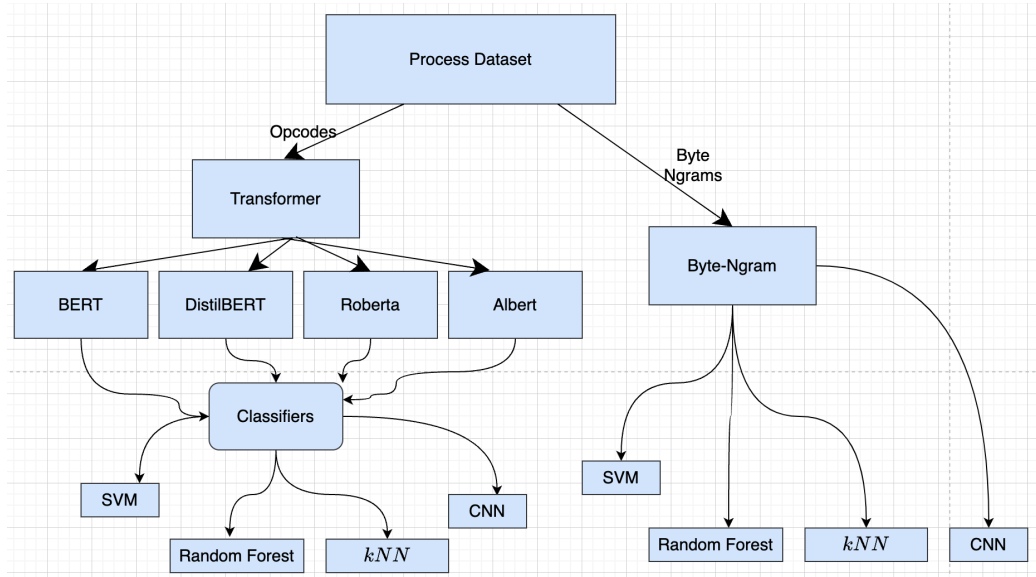 Process Dataset
Opcodes
Byte
Ngrams
Transformer
Byte-Ngram
BERT
DistilBERT
Roberta
Albert
Classifiers
SVM
CNN
Random Forest
kNN
SVM
Random Forest
kNN
CNN